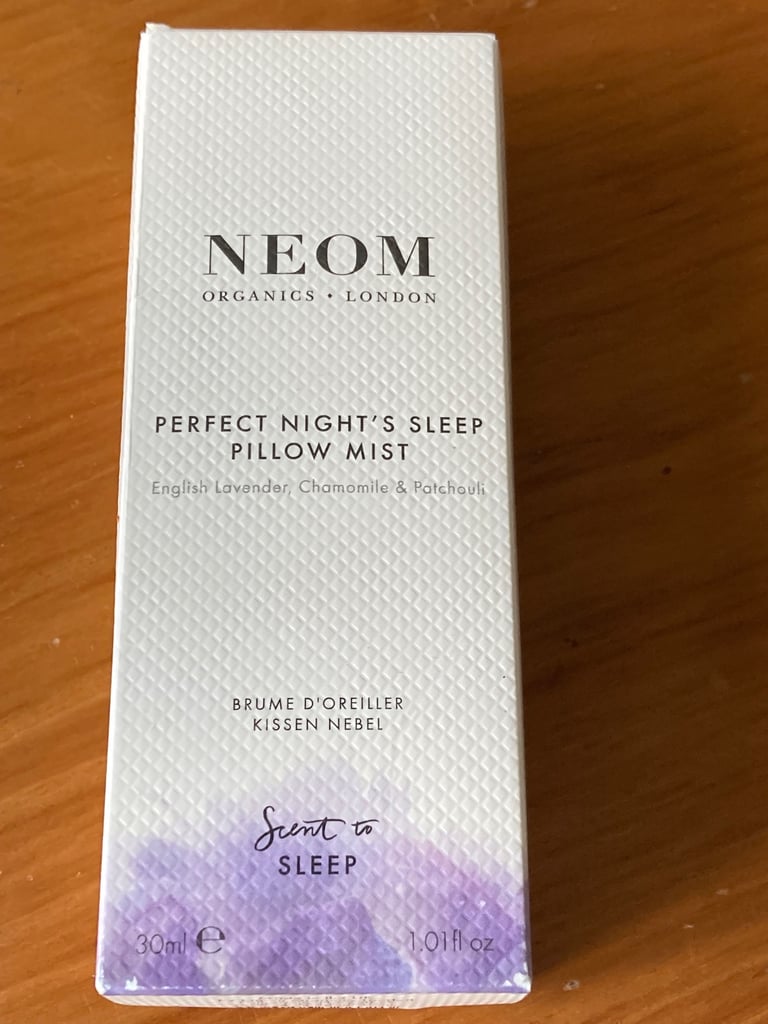 NEOM
ORGANICS • LONDON
PERFECT NIGHT'S SLEEP
PILLOW MIST
English Lavender, Chamomile & Patchouli
BRUME D'OREILLER
KISSEN NEBEL
Scent to
SLEEP
30ml ℮ 1.01fl oz